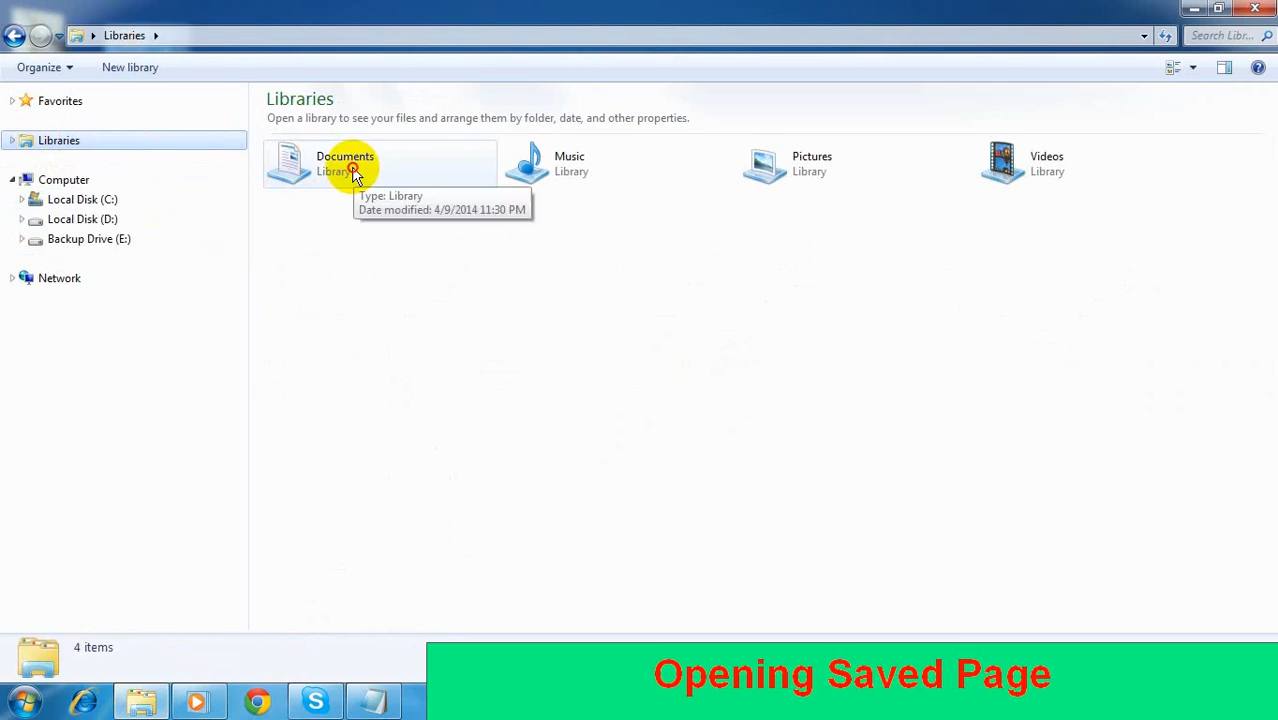 Libraries
Search Libr...
Organize
New library
Favorites
Libraries
Computer
Local Disk (C:)
Local Disk (D:)
Backup Drive (E:)
Network
Libraries
Open a library to see your files and arrange them by folder, date, and other properties.
Documents
Library
Music
Library
Pictures
Library
Videos
Library
Type: Library
Date modified: 4/9/2014 11:30 PM
4 items
Opening Saved Page